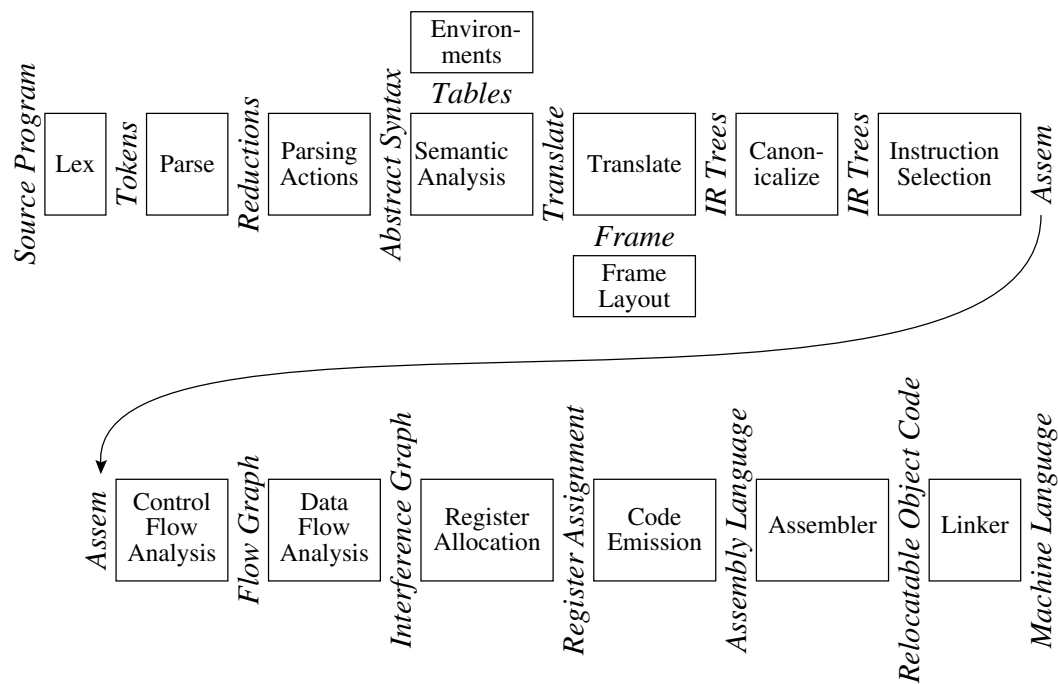 Environ-
ments
Tables
Source Program
Lex
Tokens
Parse
Reductions
Parsing
Actions
Abstract Syntax
Semantic
Analysis
Translate
Translate
IR Trees
Canon-
icalize
IR Trees
Instruction
Selection
Assem
Frame
Frame
Layout
Assem
Control
Flow
Analysis
Flow Graph
Data
Flow
Analysis
Interference Graph
Register
Allocation
Register Assignment
Code
Emission
Assembly Language
Assembler
Relocatable Object Code
Linker
Machine Language